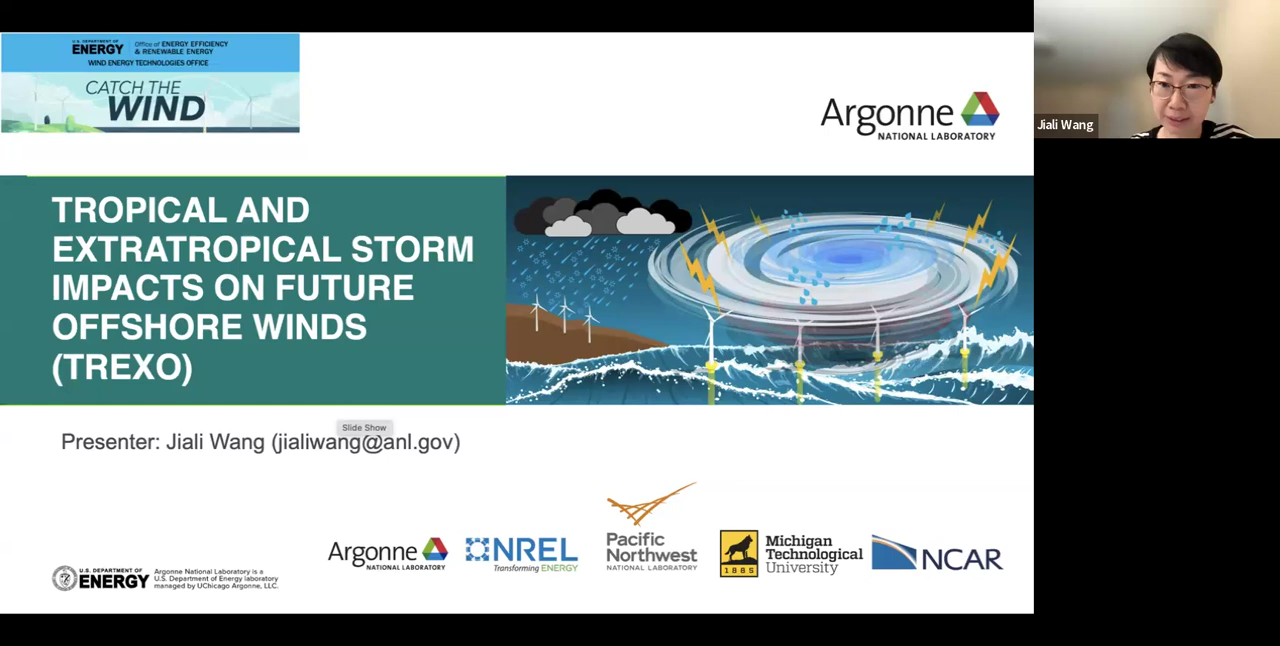 U.S. DEPARTMENT OF
ENERGY
Office of ENERGY EFFICIENCY
& RENEWABLE ENERGY
WIND ENERGY TECHNOLOGIES OFFICE
CATCH THE
WIND
Argonne
NATIONAL LABORATORY
Jiali Wang
TROPICAL AND
EXTRATROPICAL STORM
IMPACTS ON FUTURE
OFFSHORE WINDS
(TREXO)
Slide Show
Presenter: Jiali Wang (jialiwang@anl.gov)
U.S. DEPARTMENT OF
ENERGY
Argonne National Laboratory is a
U.S. Department of Energy laboratory
managed by UChicago Argonne, LLC.
Argonne
NATIONAL LABORATORY
NREL
Transforming ENERGY
Pacific
Northwest
NATIONAL LABORATORY
1885
Michigan
Technological
University
NCAR